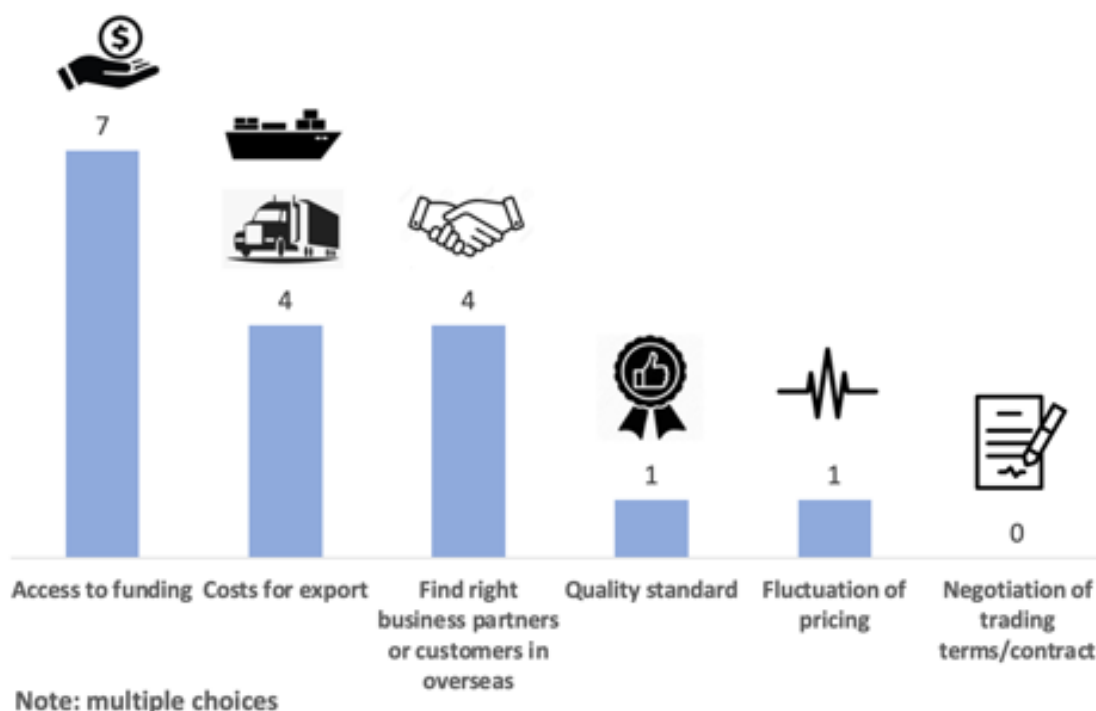 $
7
4
4
1
1
0
Access to funding
Costs for export
Find right
business partners
or customers in
overseas
Quality standard
Fluctuation of
pricing
Negotiation of
trading
terms/contract
Note: multiple choices